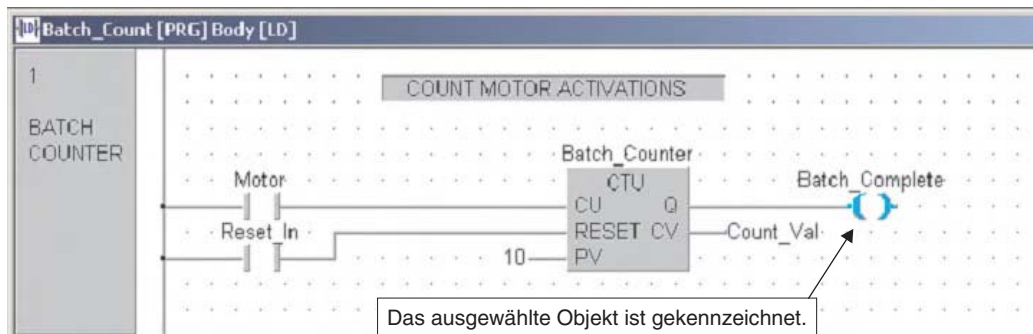 Batch_Count [PRG] Body [LD]
1
COUNT MOTOR ACTIVATIONS
BATCH
COUNTER
Batch_Counter
Motor
CTU
Batch_Complete
CU Q
Reset_In
RESET CV
Count_Val
10
PV
Das ausgewählte Objekt ist gekennzeichnet.